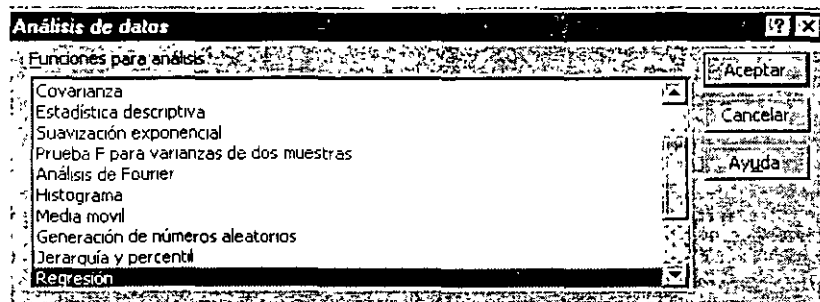 Análisis de datos
Funciones para análisis
Aceptar
Covarianza
Estadística descriptiva
Cancelar
Suavización exponencial
Prueba F para varianzas de dos muestras
Ayuda
Análisis de Fourier
Histograma
Media movil
Generación de números aleatorios
Jerarquía y percentil
Regresión